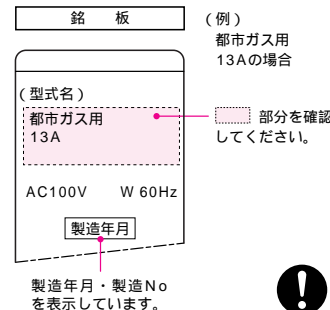 銘 板
(例)
都市ガス用
13Aの場合
(型式名)
都市ガス用
13A
部分を確認
してください。
AC100V W 60Hz
製造年月
製造年月・製造No
を表示しています。